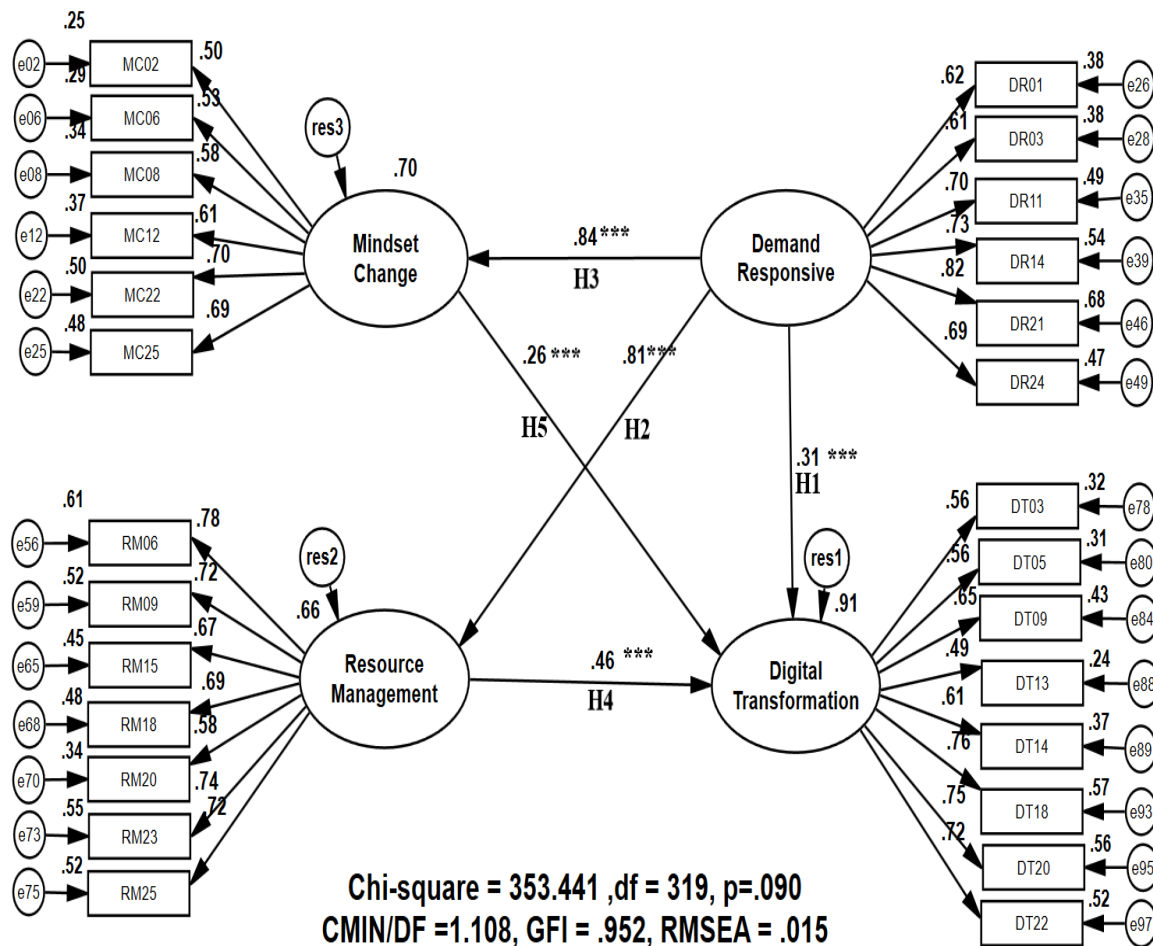 .25
e02
MC02
.50
.29
e06
MC06
.53
.34
e08
MC08
.58
.37
e12
MC12
.61
.50
e22
MC22
.70
.48
e25
MC25
.69
res3
.70
Mindset
Change
.84 ***
H3
Demand
Responsive
.62
DR01
.38
e26
.61
DR03
.38
e28
.70
DR11
.49
e35
.73
DR14
.54
e39
.82
DR21
.68
e46
.69
DR24
.47
e49
.26 ***
H5
.81***
H2
.31 ***
H1
.61
e56
RM06
.78
.52
e59
RM09
.72
.45
e65
RM15
.67
.48
e68
RM18
.69
.34
e70
RM20
.58
.55
e73
RM23
.74
.52
e75
RM25
.72
res2
.66
Resource
Management
.46 ***
H4
res1
.91
Digital
Transformation
.56
DT03
.32
e78
.56
DT05
.31
e80
.65
DT09
.43
e84
.49
DT13
.24
e88
.61
DT14
.37
e89
.76
DT18
.57
e93
.75
DT20
.56
e95
.72
DT22
.52
e97
Chi-square = 353.441 ,df = 319, p=.090
CMIN/DF =1.108, GFI = .952, RMSEA = .015